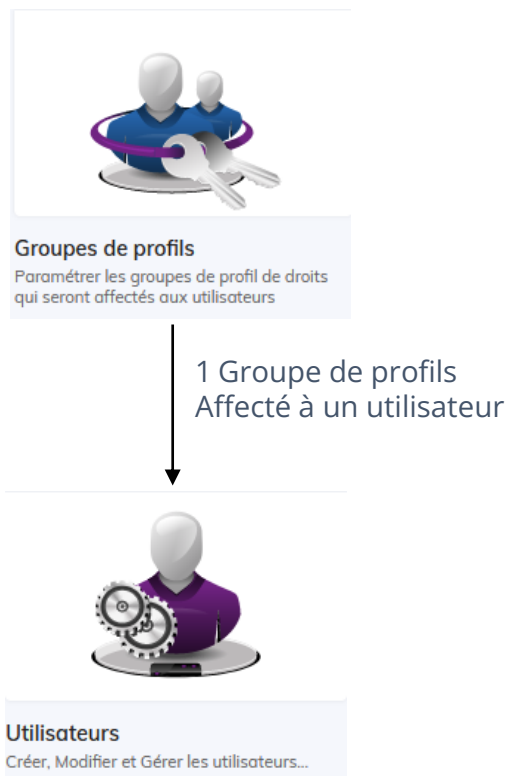 Groupes de profils
Paramétrer les groupes de profil de droits
qui seront affectés aux utilisateurs
1 Groupe de profils
Affecté à un utilisateur
Utilisateurs
Créer, Modifier et Gérer les utilisateurs...